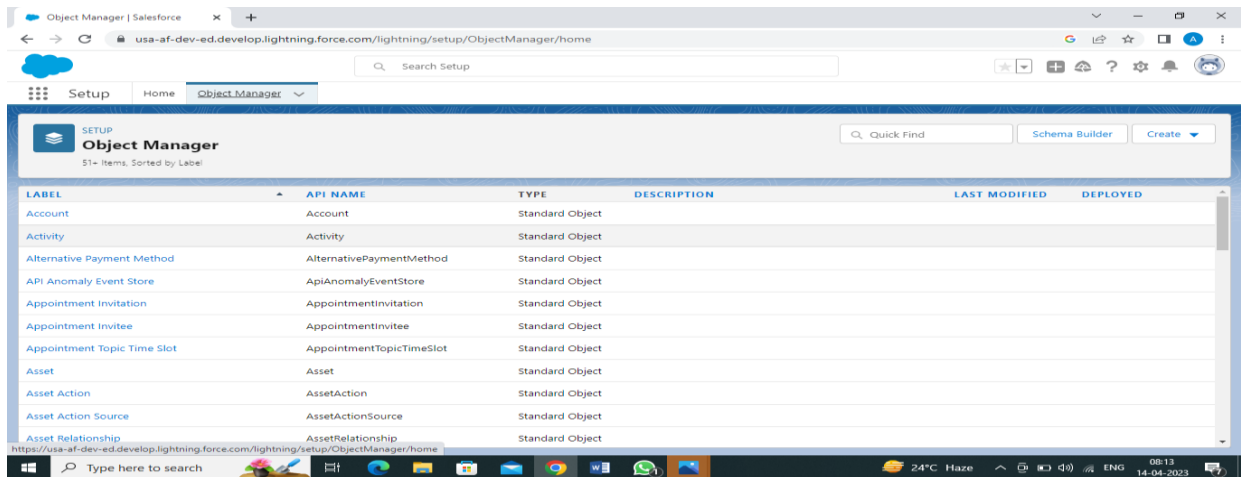 Object Manager | Salesforce
usa-af-dev-ed.develop.lightning.force.com/lightning/setup/ObjectManager/home
G
A
Search Setup
Setup Home Object Manager
SETUP
Object Manager
51+ Items, Sorted by Label
Quick Find
Schema Builder
Create
LABEL API NAME TYPE DESCRIPTION LAST MODIFIED DEPLOYED
Account Account Standard Object
Activity Activity Standard Object
Alternative Payment Method AlternativePaymentMethod Standard Object
API Anomaly Event Store ApiAnomalyEventStore Standard Object
Appointment Invitation AppointmentInvitation Standard Object
Appointment Invitee AppointmentInvitee Standard Object
Appointment Topic Time Slot AppointmentTopicTimeSlot Standard Object
Asset Asset Standard Object
Asset Action AssetAction Standard Object
Asset Action Source AssetActionSource Standard Object
Asset Relationship AssetRelationship Standard Object
https://usa-af-dev-ed.develop.lightning.force.com/lightning/setup/ObjectManager/home
Type here to search
24°C Haze
ENG
08:13
14-04-2023